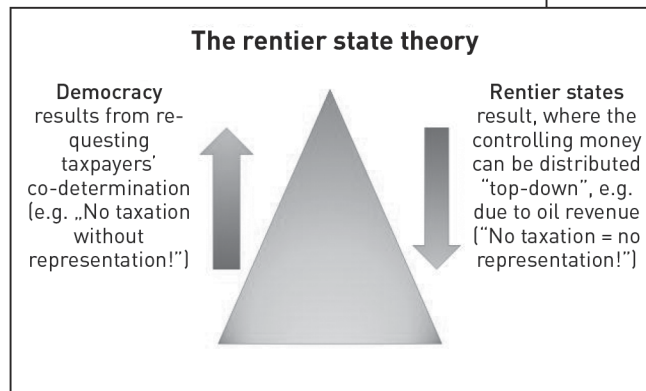 The rentier state theory
Democracy
results from re-
questing
taxpayers’
co-determination
(e.g. „No taxation
without
representation!”)
Rentier states
result, where the
controlling money
can be distributed
“top-down”, e.g.
due to oil revenue
(“No taxation = no
representation!”)